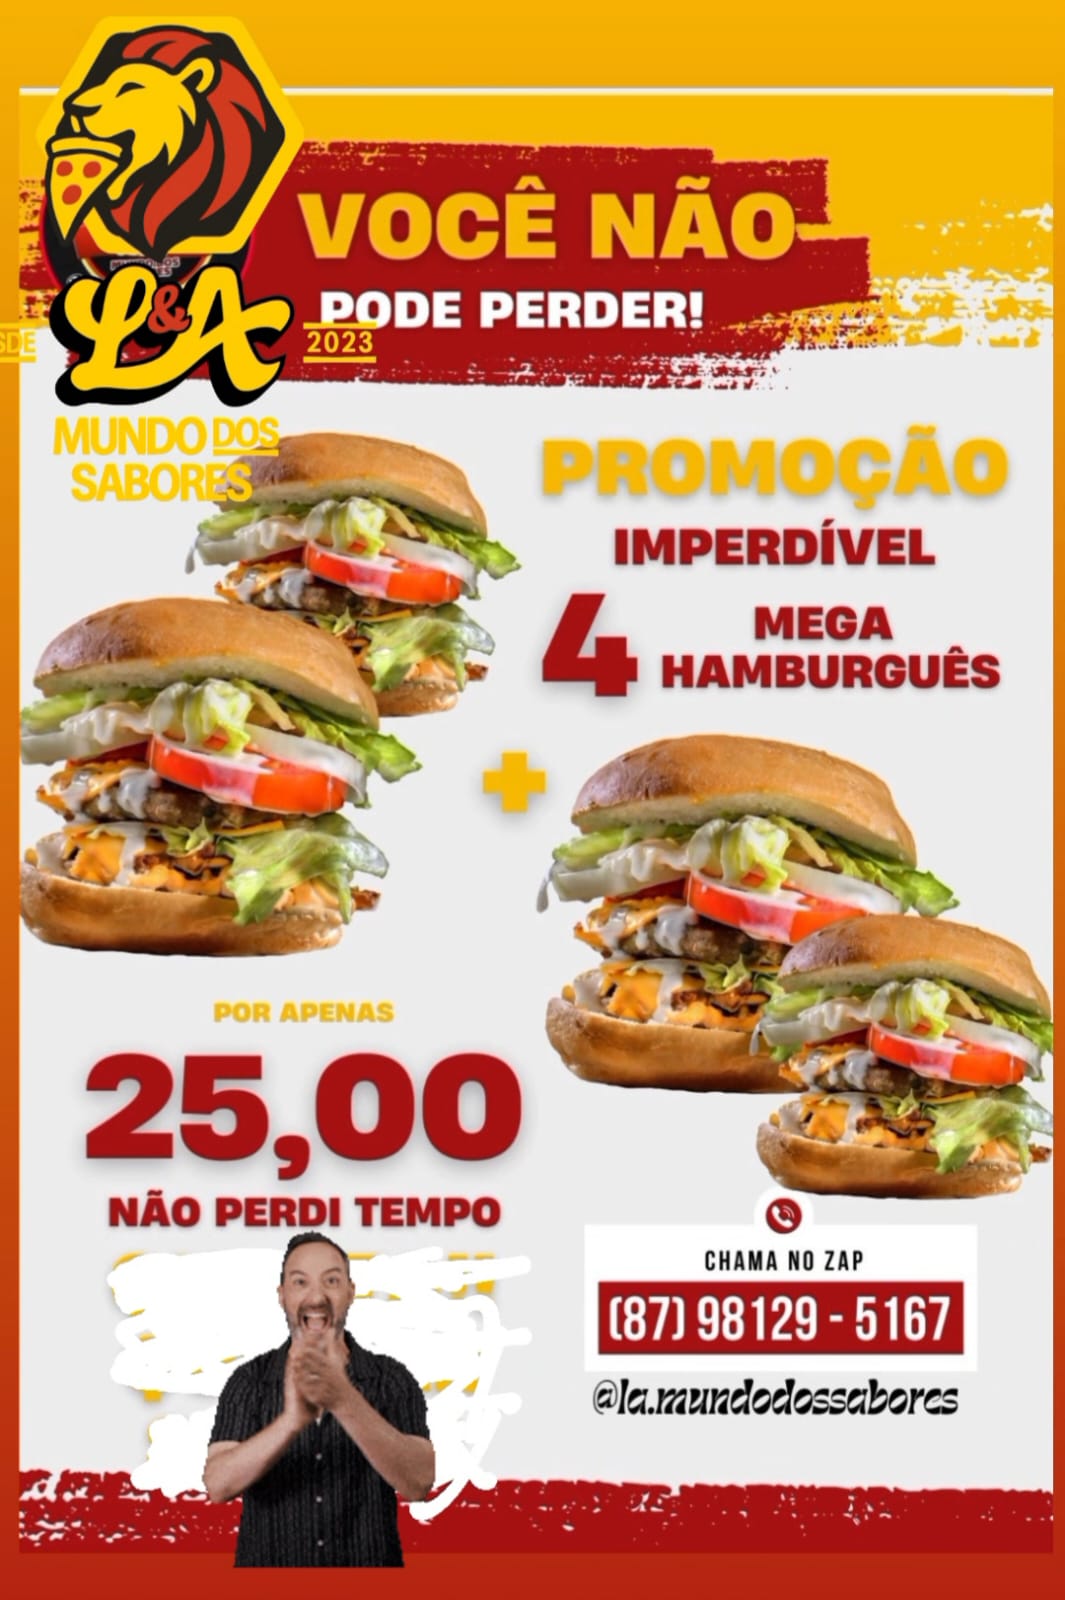 VOCÊ NÃO
PODE PERDER!
L&A
2023
MUNDO DOS
SABORES
PROMOÇÃO
IMPERDÍVEL
4 MEGA
HAMBURGUÊS
+
POR APENAS
25,00
NÃO PERDI TEMPO
CHAMA NO ZAP
(87) 98129 - 5167
@la.mundodossabores